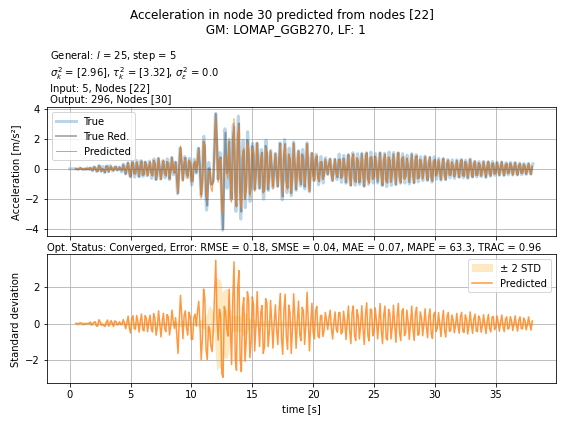 Acceleration in node 30 predicted from nodes [22]
GM: LOMAP_GGB270, LF: 1
General: l = 25, step = 5
σ²ₖ = [2.96], τ²ₖ = [3.32], σ²ε = 0.0
Input: 5, Nodes [22]
Output: 296, Nodes [30]
Acceleration [m/s²]
4
2
0
−2
−4
True
True Red.
Predicted
Opt. Status: Converged, Error: RMSE = 0.18, SMSE = 0.04, MAE = 0.07, MAPE = 63.3, TRAC = 0.96
Standard deviation
2
0
−2
± 2 STD
Predicted
0 5 10 15 20 25 30 35
time [s]